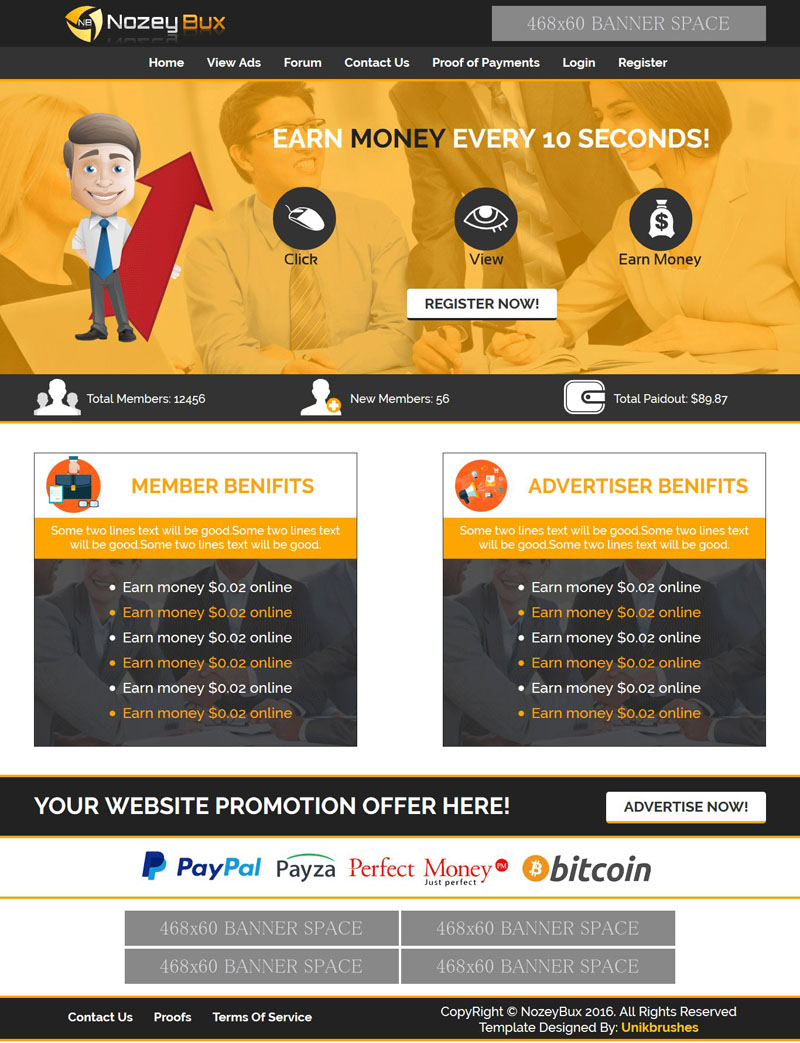 NB NozeyBux
468x60 BANNER SPACE
Home View Ads Forum Contact Us Proof of Payments Login Register
EARN MONEY EVERY 10 SECONDS!
$
Click View Earn Money
REGISTER NOW!
Total Members: 12456 New Members: 56 Total Paidout: $89.87
MEMBER BENIFITS
Some two lines text will be good.Some two lines text
will be good.Some two lines text will be good.
Earn money $0.02 online
Earn money $0.02 online
Earn money $0.02 online
Earn money $0.02 online
Earn money $0.02 online
Earn money $0.02 online
ADVERTISER BENIFITS
Some two lines text will be good.Some two lines text
will be good.Some two lines text will be good.
Earn money $0.02 online
Earn money $0.02 online
Earn money $0.02 online
Earn money $0.02 online
Earn money $0.02 online
Earn money $0.02 online
YOUR WEBSITE PROMOTION OFFER HERE!
ADVERTISE NOW!
PayPal Payza Perfect Money PM bitcoin
Just perfect
468x60 BANNER SPACE 468x60 BANNER SPACE
468x60 BANNER SPACE 468x60 BANNER SPACE
Contact Us Proofs Terms Of Service
CopyRight © NozeyBux 2016. All Rights Reserved
Template Designed By: Unikbrushes